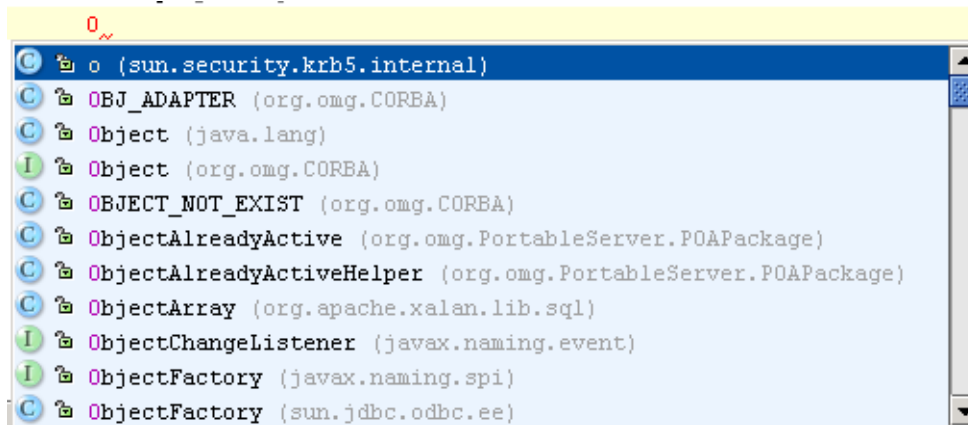 O
C o (sun.security.krb5.internal)
C OBJ_ADAPTER (org.omg.CORBA)
C Object (java.lang)
I Object (org.omg.CORBA)
C OBJECT_NOT_EXIST (org.omg.CORBA)
C ObjectAlreadyActive (org.omg.PortableServer.POAPackage)
C ObjectAlreadyActiveHelper (org.omg.PortableServer.POAPackage)
C ObjectArray (org.apache.xalan.lib.sql)
I ObjectChangeListener (javax.naming.event)
I ObjectFactory (javax.naming.spi)
C ObjectFactory (sun.jdbc.odbc.ee)